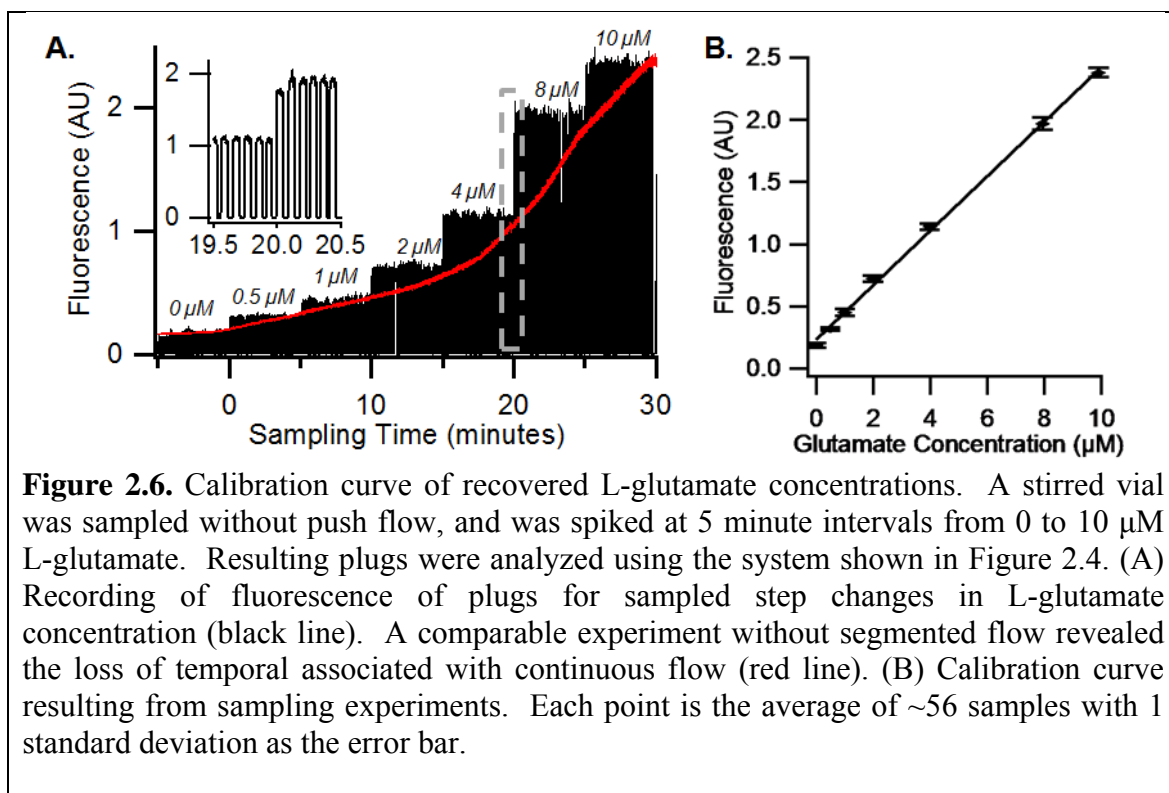 A.
B.
10 µM
8 µM
4 µM
2 µM
1 µM
0.5 µM
0 µM
Fluorescence (AU)
2
1
0
2
1
0
19.5 20.0 20.5
0 10 20 30
Sampling Time (minutes)
Fluorescence (AU)
2.5
2.0
1.5
1.0
0.5
0.0
0 2 4 6 8 10
Glutamate Concentration (µM)
Figure 2.6. Calibration curve of recovered L-glutamate concentrations. A stirred vial
was sampled without push flow, and was spiked at 5 minute intervals from 0 to 10 µM
L-glutamate. Resulting plugs were analyzed using the system shown in Figure 2.4. (A)
Recording of fluorescence of plugs for sampled step changes in L-glutamate
concentration (black line). A comparable experiment without segmented flow revealed
the loss of temporal associated with continuous flow (red line). (B) Calibration curve
resulting from sampling experiments. Each point is the average of ~56 samples with 1
standard deviation as the error bar.